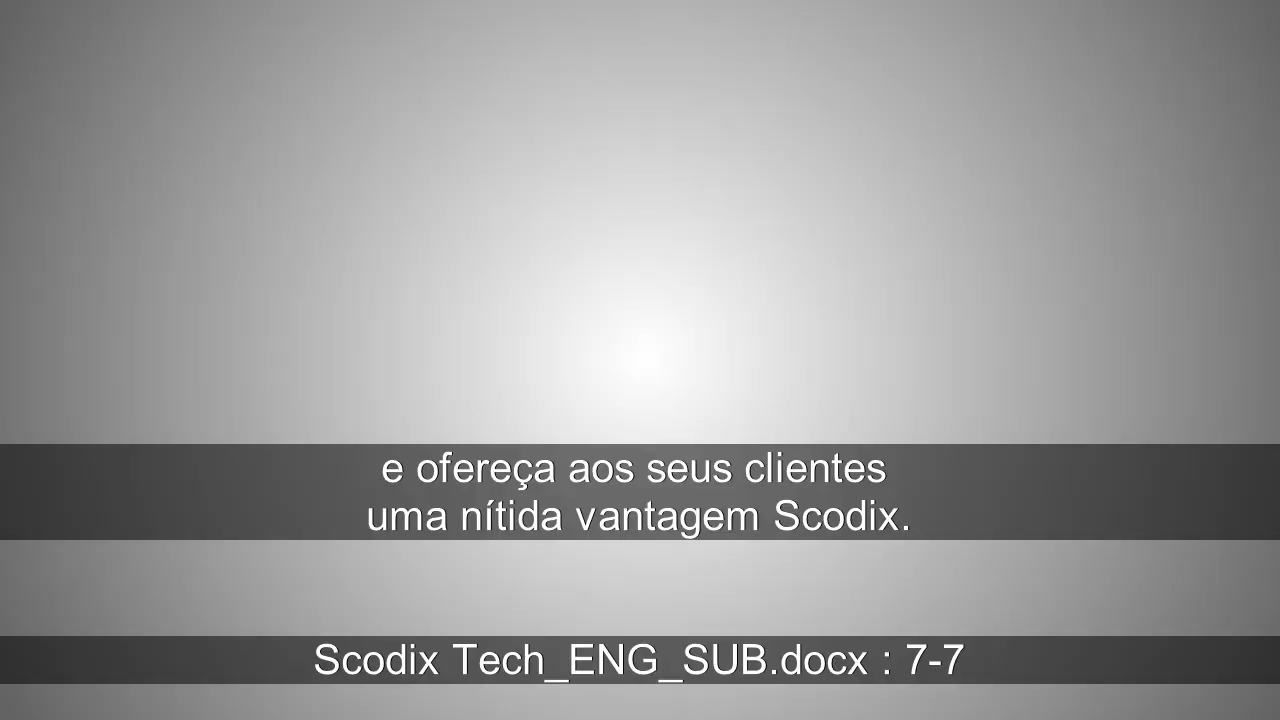 e ofereça aos seus clientes
uma nítida vantagem Scodix.
Scodix Tech_ENG_SUB.docx : 7-7